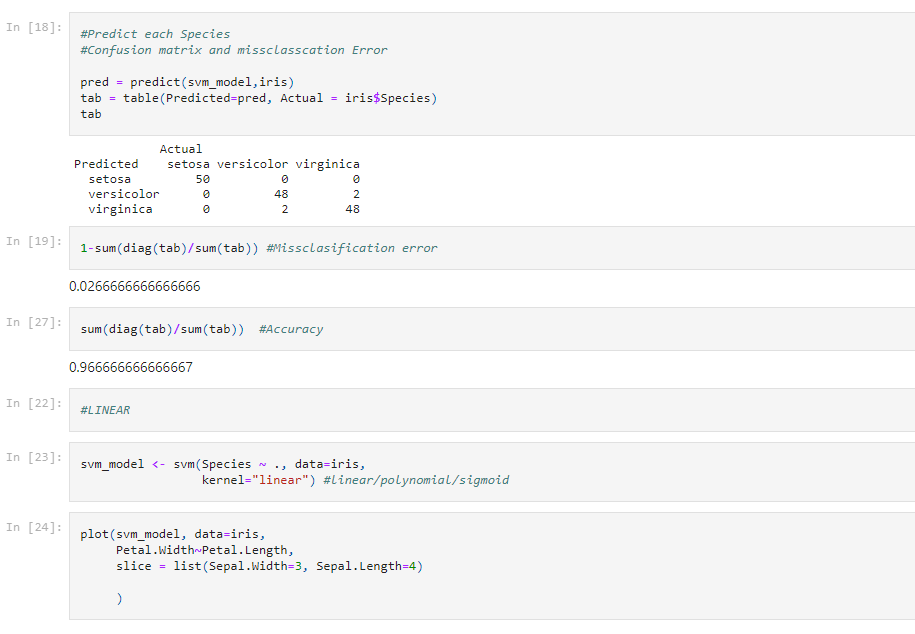 In [18]:
#Predict each Species
#Confusion matrix and missclasscation Error
pred = predict(svm_model,iris)
tab = table(Predicted=pred, Actual = iris$Species)
tab
Actual
Predicted setosa versicolor virginica
setosa 50 0 0
versicolor 0 48 2
virginica 0 2 48
In [19]:
1-sum(diag(tab)/sum(tab)) #Missclasification error
0.0266666666666666
In [27]:
sum(diag(tab)/sum(tab)) #Accuracy
0.966666666666667
In [22]:
#LINEAR
In [23]:
svm_model <- svm(Species ~ ., data=iris,
kernel="linear") #linear/polynomial/sigmoid
In [24]:
plot(svm_model, data=iris,
Petal.Width~Petal.Length,
slice = list(Sepal.Width=3, Sepal.Length=4)
)